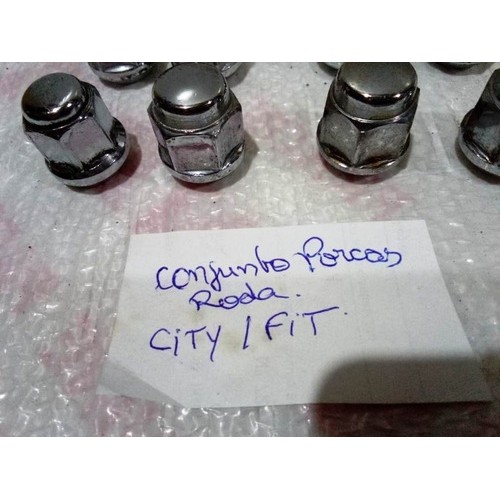 Conjunto Porcas
Roda.
CiTY / FiT.